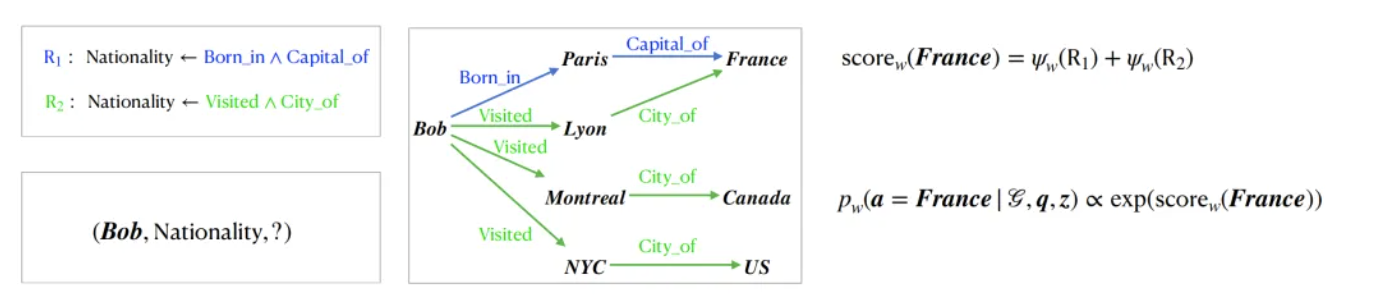 R₁ : Nationality ← Born_in ∧ Capital_of
R₂ : Nationality ← Visited ∧ City_of
(Bob, Nationality, ?)
Capital_of
Paris
France
Born_in
Visited
City_of
Bob
Lyon
Visited
City_of
Montreal
Canada
Visited
City_of
NYC
US
score_w(France) = ψ_w(R₁) + ψ_w(R₂)
p_w(a = France | 𝒢, q, z) ∝ exp(score_w(France))